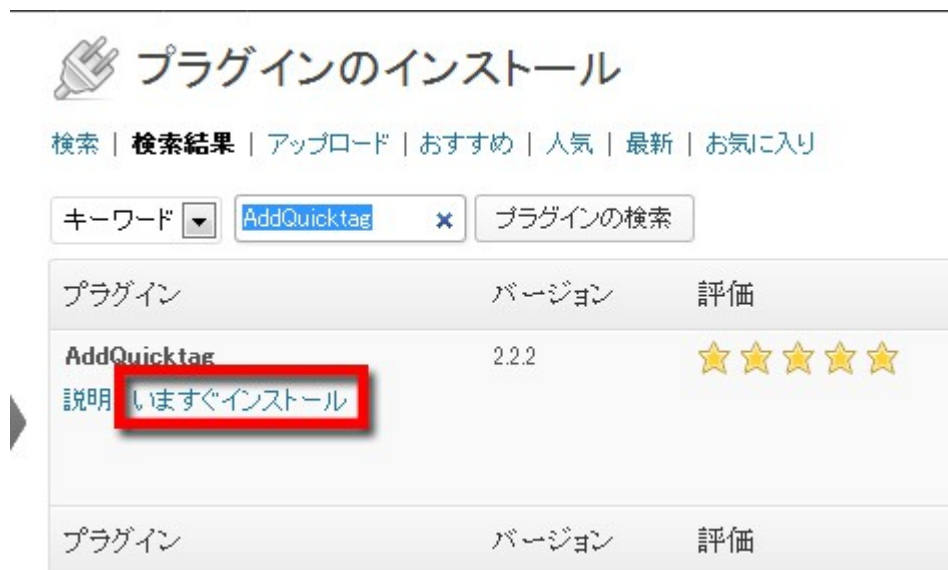 プラグインのインストール
検索 | 検索結果 | アップロード | おすすめ | 人気 | 最新 | お気に入り
キーワード AddQuicktag × プラグインの検索
プラグイン バージョン 評価
AddQuicktag 2.2.2
説明 いますぐインストール
プラグイン バージョン 評価